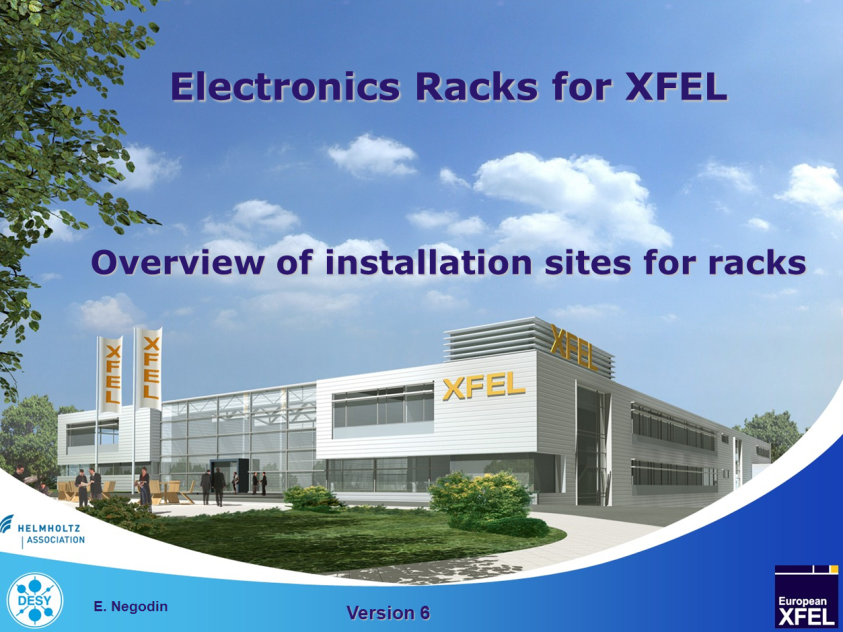 Electronics Racks for XFEL
Overview of installation sites for racks
XFEL
XFEL
XFEL
XFEL
HELMHOLTZ
ASSOCIATION
DESY
E. Negodin
Version 6
European
XFEL